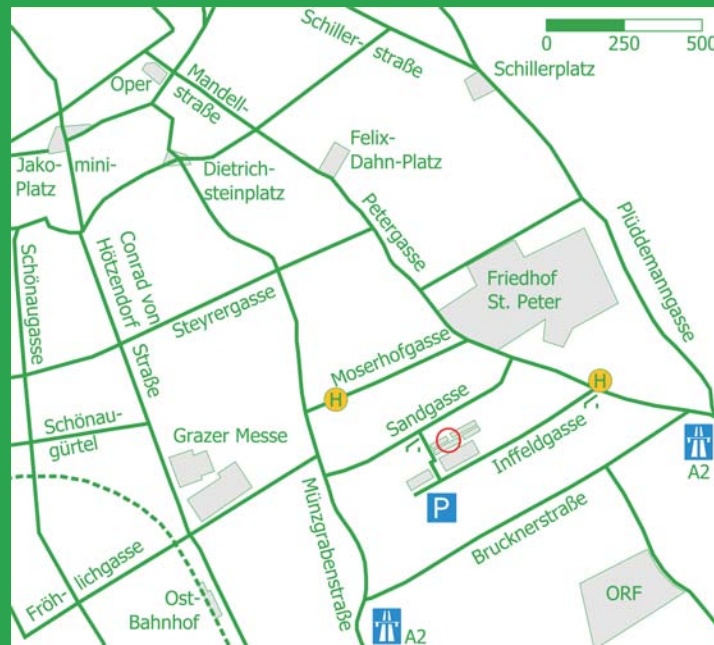 Schiller-
straße
0 250 500
Schillerplatz
Oper
Mandell-
straße
Felix-
Dahn-Platz
Jako- mini-
Platz
Dietrich-
steinplatz
Petergasse
Plüddemanngasse
Schönaugasse
Conrad von
Hötzendorf
Straße
Steyrergasse
Friedhof
St. Peter
Moserhofgasse
H
H
Schönau-
gürtel
Grazer Messe
Sandgasse
Inffeldgasse
A2
P
Münzgrabenstraße
Brucknerstraße
Fröh-lichgasse
Ost-
Bahnhof
ORF
A2